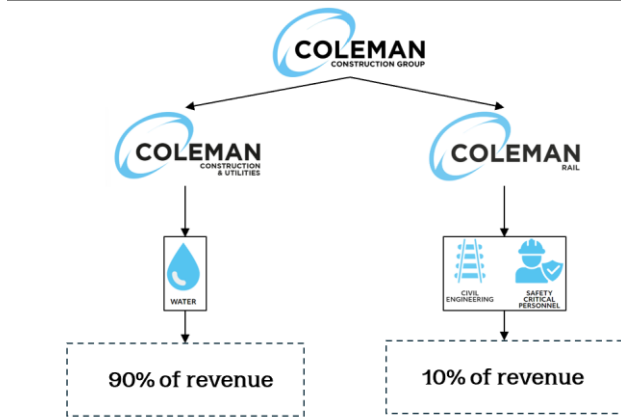 COLEMAN
CONSTRUCTION GROUP
COLEMAN
CONSTRUCTION
& UTILITIES
COLEMAN
RAIL
WATER
CIVIL
ENGINEERING
SAFETY
CRITICAL
PERSONNEL
90% of revenue
10% of revenue